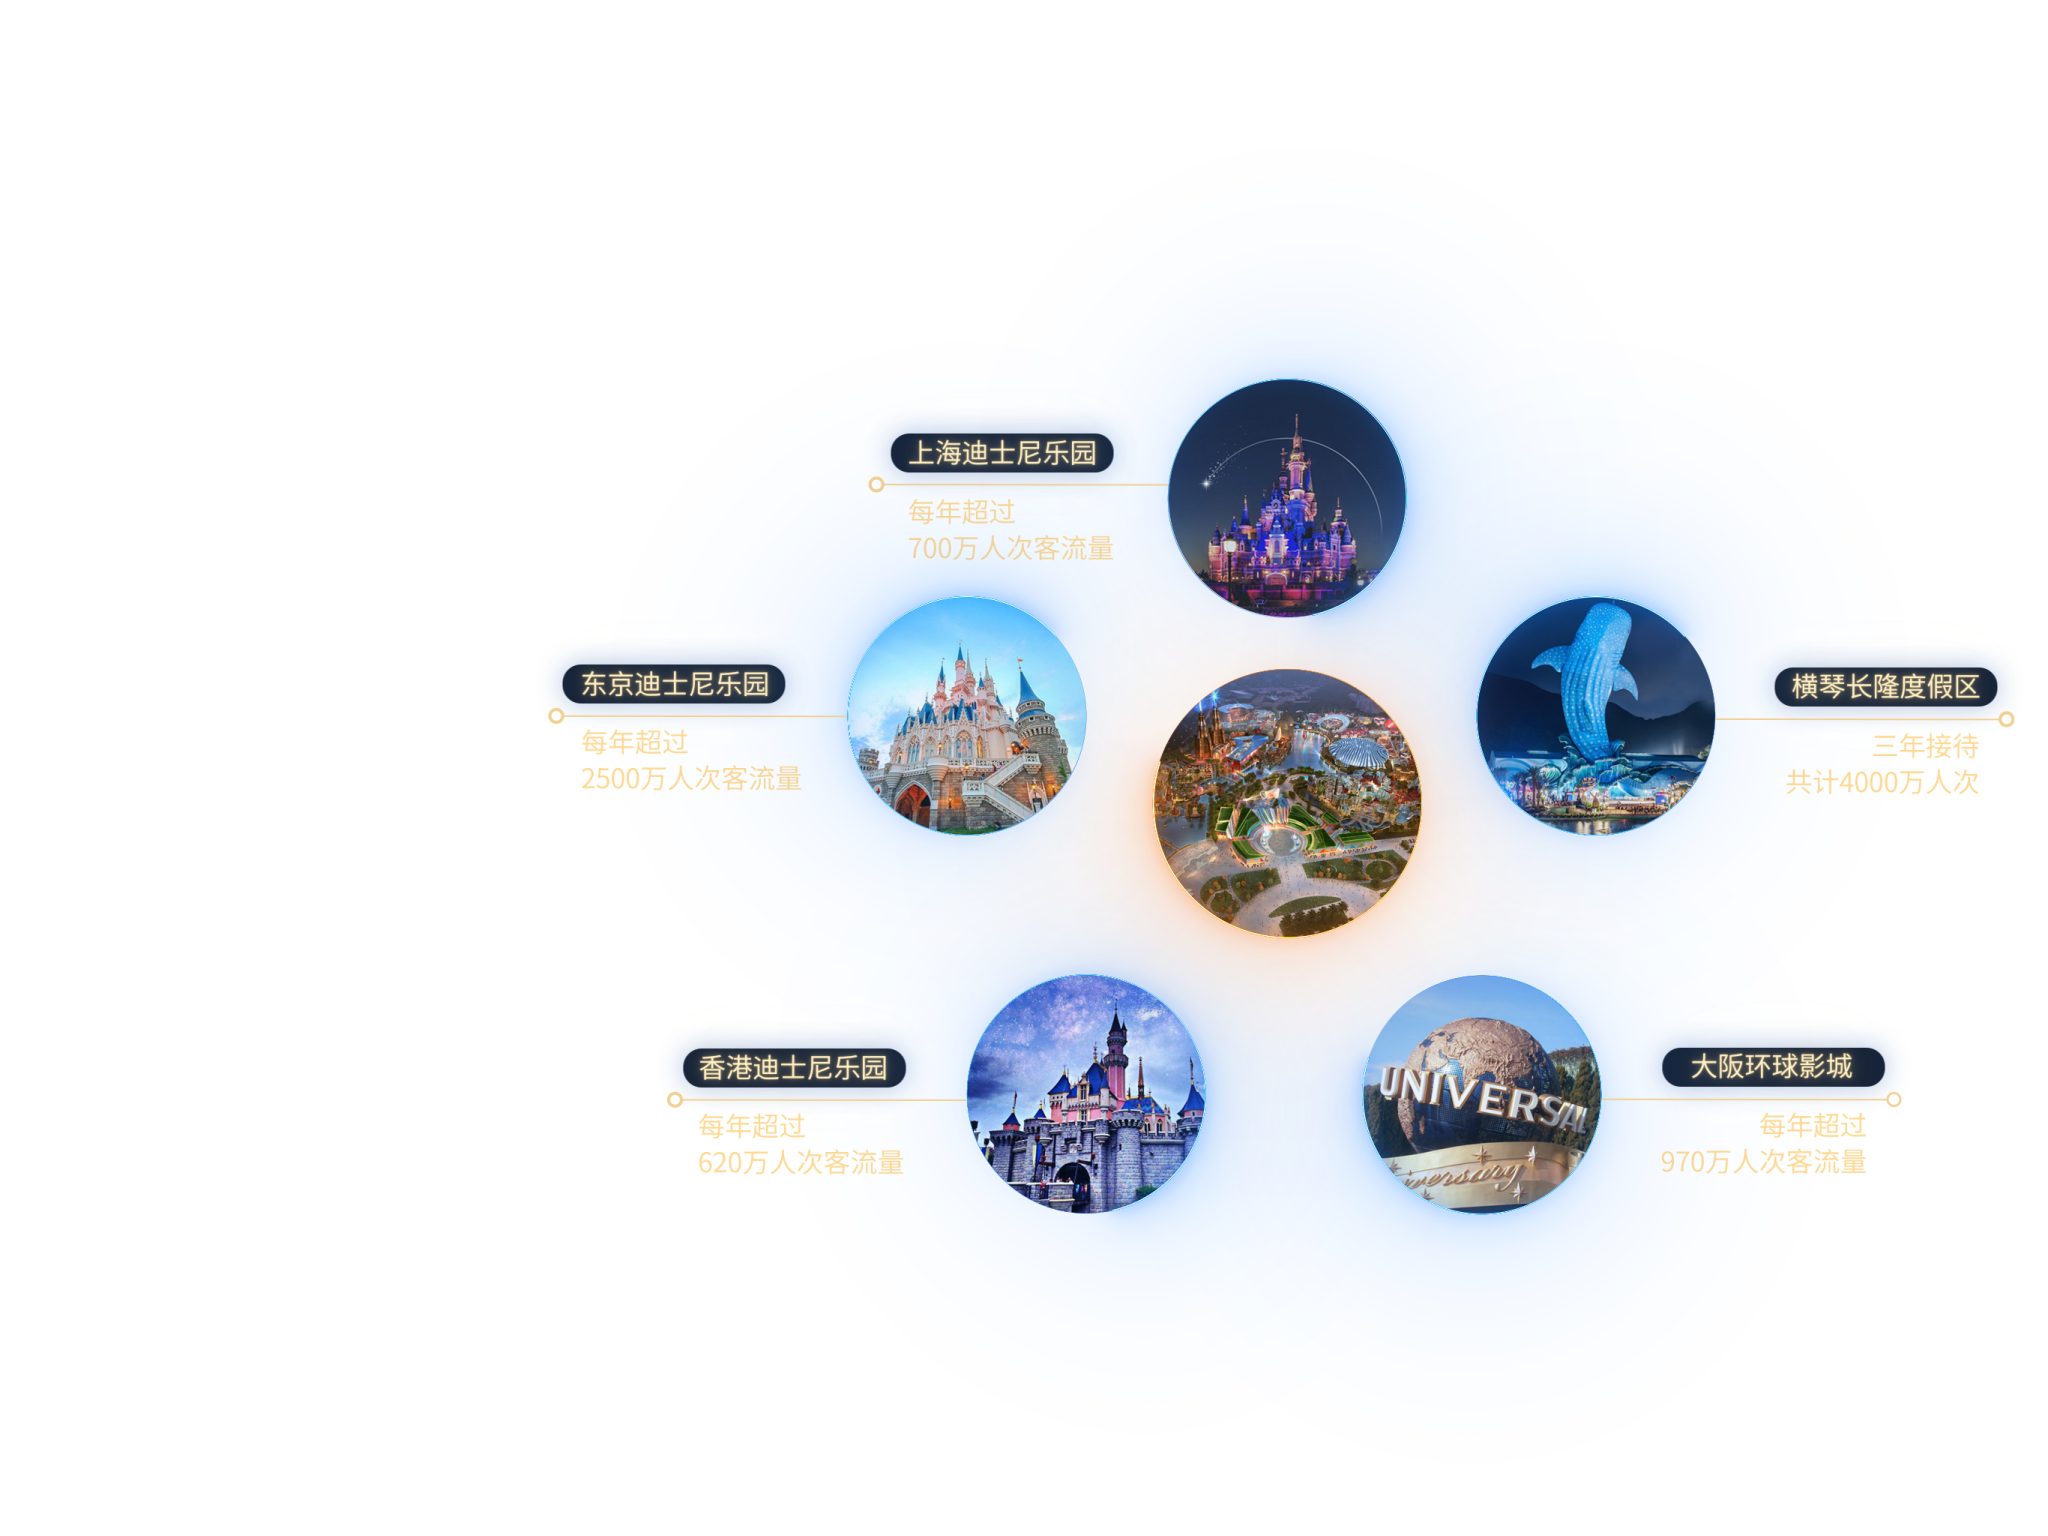 上海迪士尼乐园
每年超过
700万人次客流量
东京迪士尼乐园
每年超过
2500万人次客流量
横琴长隆度假区
三年接待
共计4000万人次
香港迪士尼乐园
每年超过
620万人次客流量
UNIVERSAL
iversary
大阪环球影城
每年超过
970万人次客流量